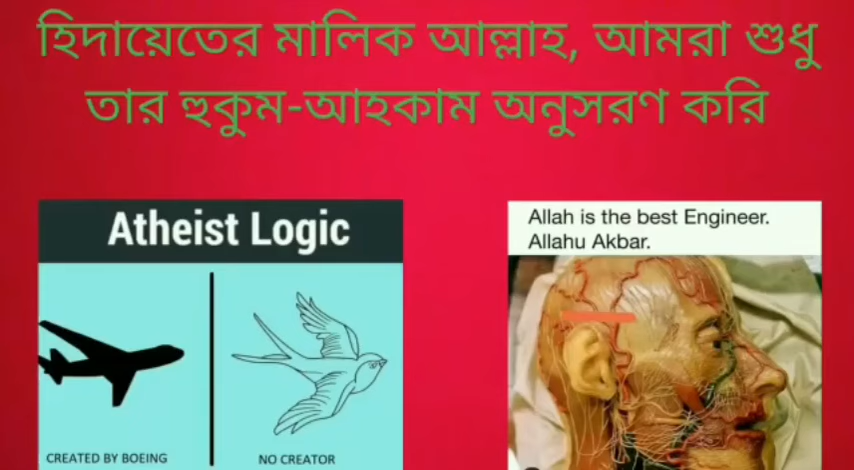 হিদায়েতের মালিক আল্লাহ, আমরা শুধু
তার হুকুম-আহকাম অনুসরণ করি
Atheist Logic
CREATED BY BOEING
NO CREATOR
Allah is the best Engineer.
Allahu Akbar.